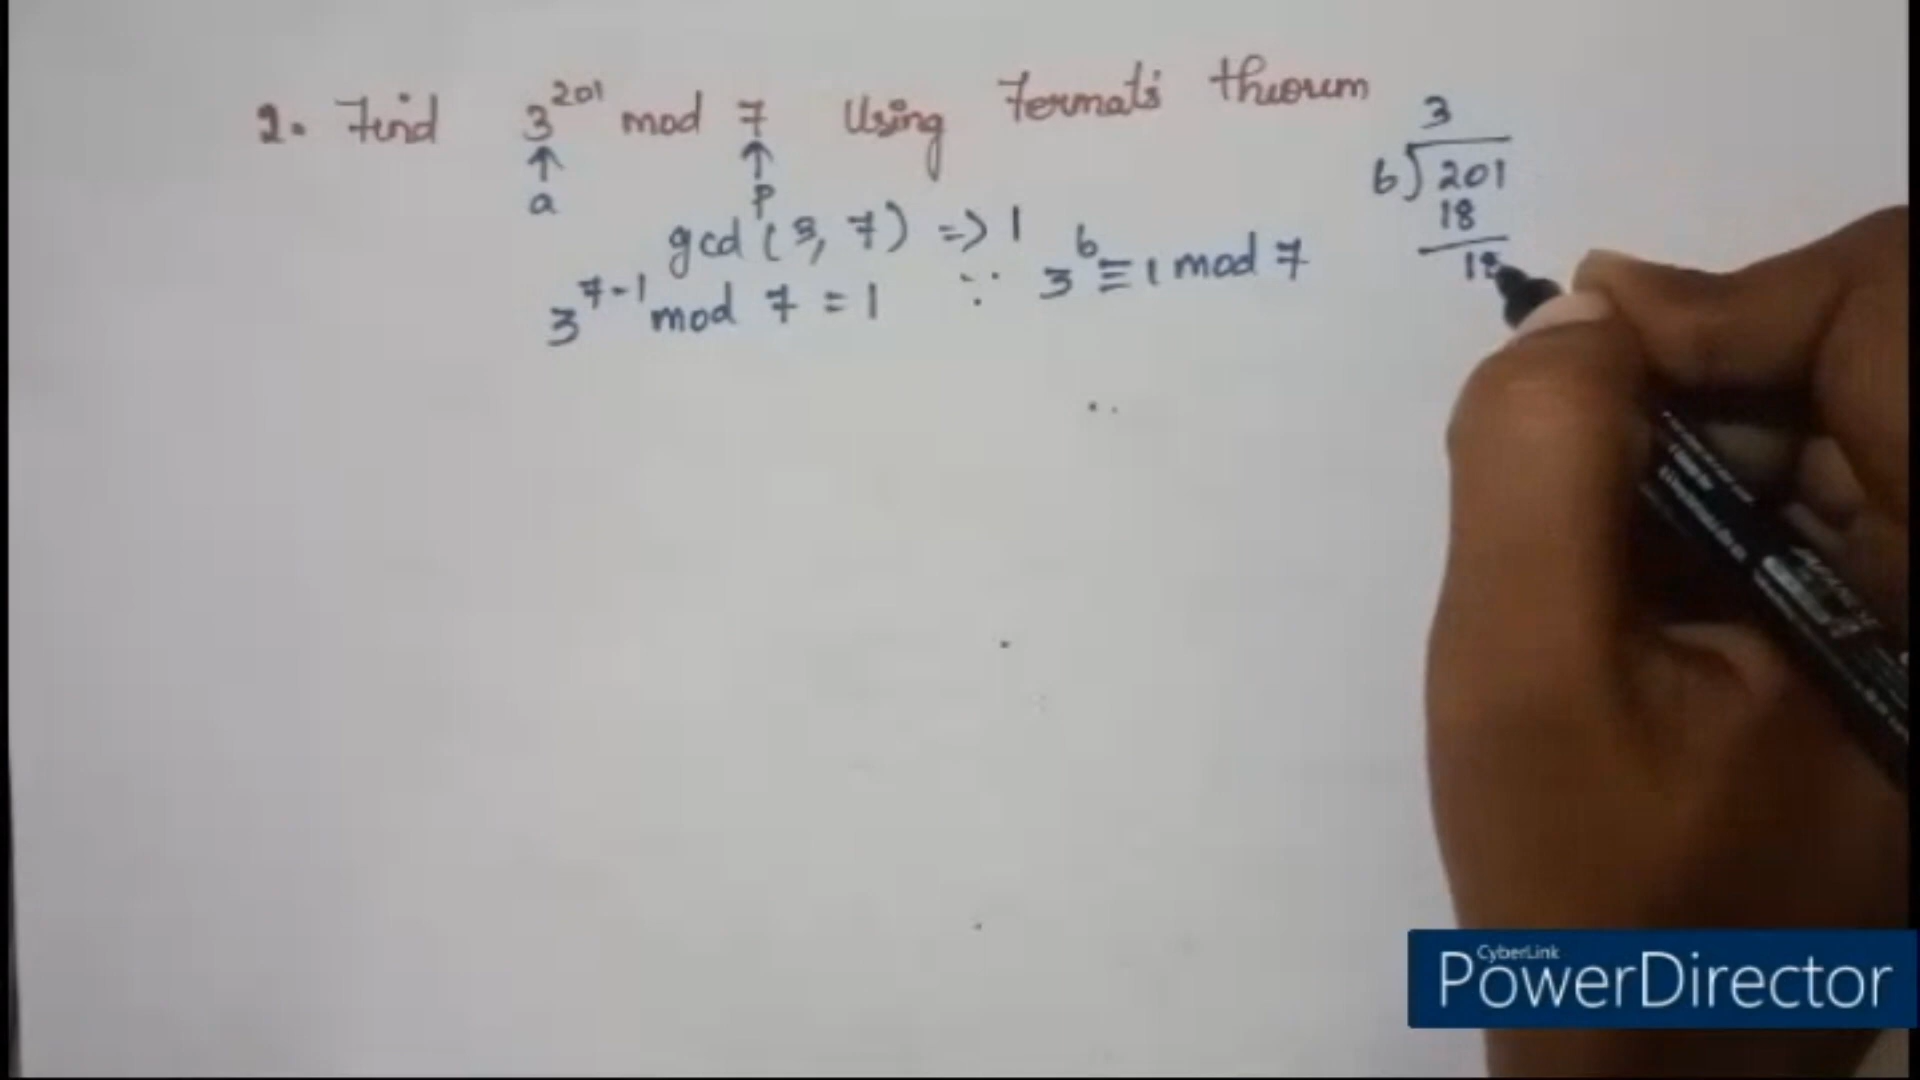 2. Find 3^201 mod 7 Using Fermat's theorem
↑ ↑
a p
gcd (3, 7) => 1
3^7-1 mod 7 = 1 ∵ 3^6 ≡ 1 mod 7
3
6) 201
18
CyberLink
PowerDirector